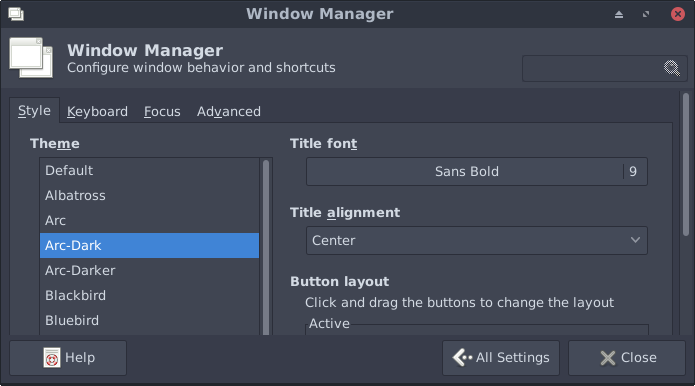 Window Manager
Window Manager
Configure window behavior and shortcuts
Style Keyboard Focus Advanced
Theme
Default
Albatross
Arc
Arc-Dark
Arc-Darker
Blackbird
Bluebird
Title font
Sans Bold 9
Title alignment
Center
Button layout
Click and drag the buttons to change the layout
Active
Help
All Settings
Close